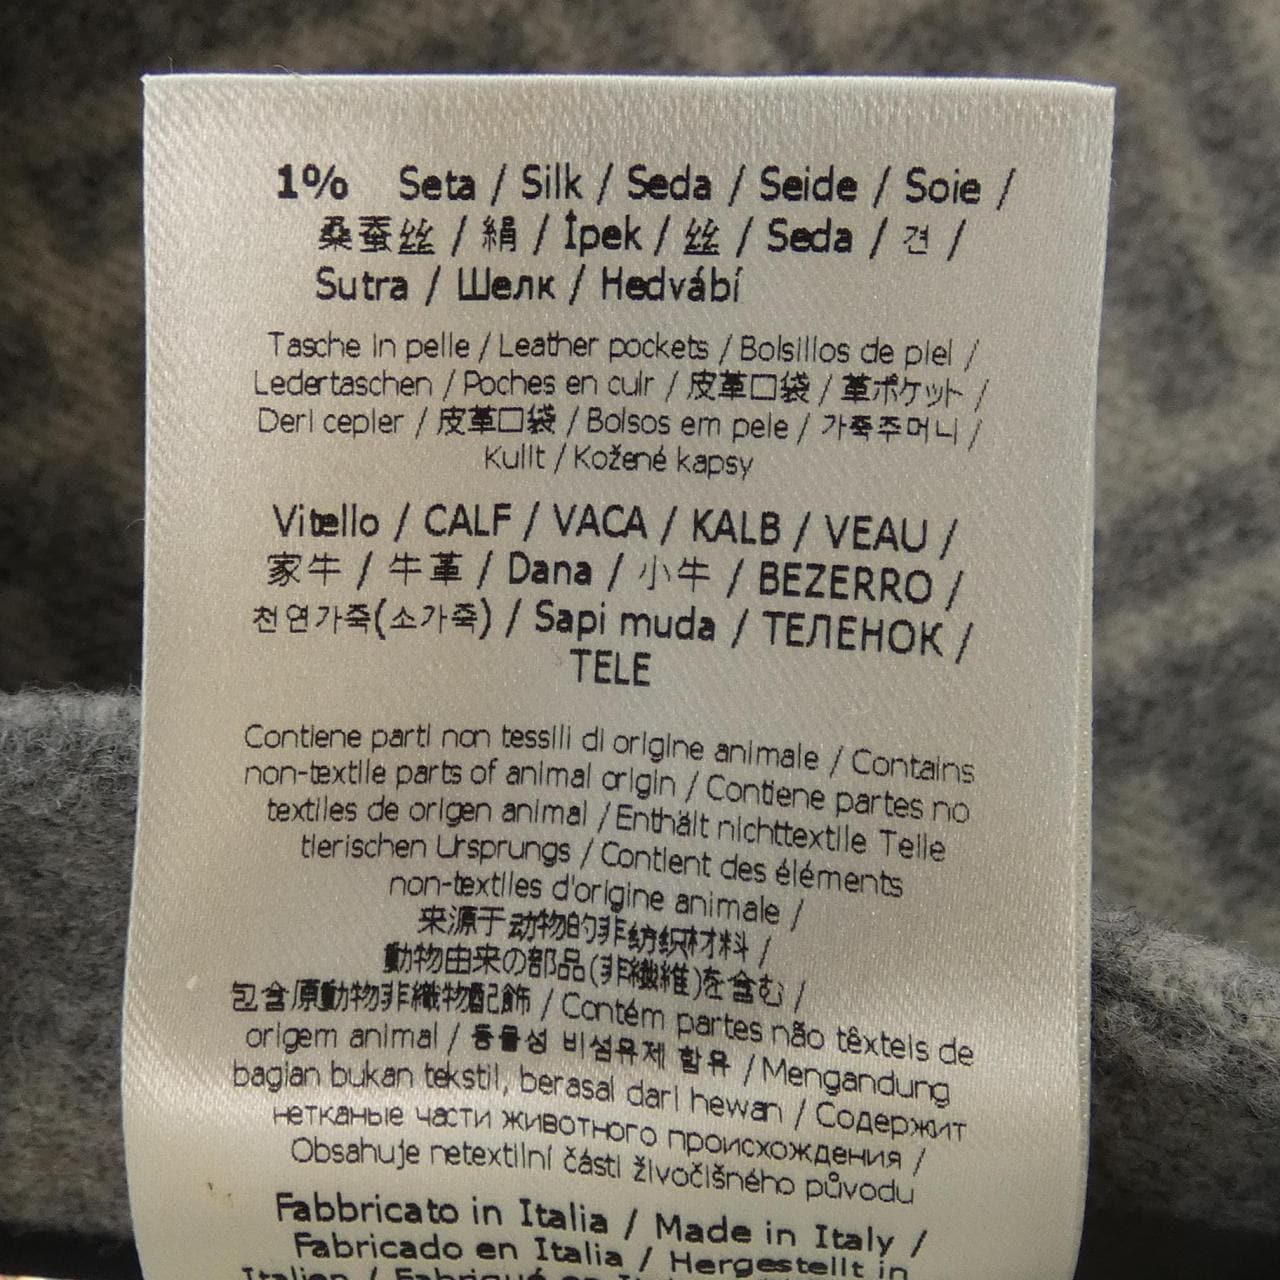 1% Seta / Silk / Seda / Seide / Soie /
桑蚕丝 / 絹 / İpek / 丝 / Seda / 견 /
Sutra / Шелк / Hedvábí
Tasche in pelle / Leather pockets / Bolsillos de piel /
Ledertaschen / Poches en cuir / 皮革口袋 / 革ポケット /
Deri cepler / 皮革口袋 / Bolsos em pele / 가죽주머니 /
Kulit / Kožené kapsy
Vitello / CALF / VACA / KALB / VEAU /
家牛 / 牛革 / Dana / 小牛 / BEZERRO /
천연가죽(소가죽) / Sapi muda / ТЕЛЕНОК /
TELE
Contiene parti non tessili di origine animale / Contains
non-textile parts of animal origin / Contiene partes no
textiles de origen animal / Enthält nichttextile Teile
tierischen Ursprungs / Contient des éléments
non-textiles d'origine animale /
来源于动物的非纺织材料 /
動物由来の部品(非繊維)を含む /
包含原動物非織物配飾 / Contém partes não têxteis de
origem animal / 동물성 비섬유제 함유 / Mengandung
bagian bukan tekstil, berasal dari hewan / Содержит
нетканые части животного происхождения /
Obsahuje netextilní části živočišného původu
Fabbricato in Italia / Made in Italy /
Fabricado en Italia / Hergestellt in
Italien / Fabriqué en